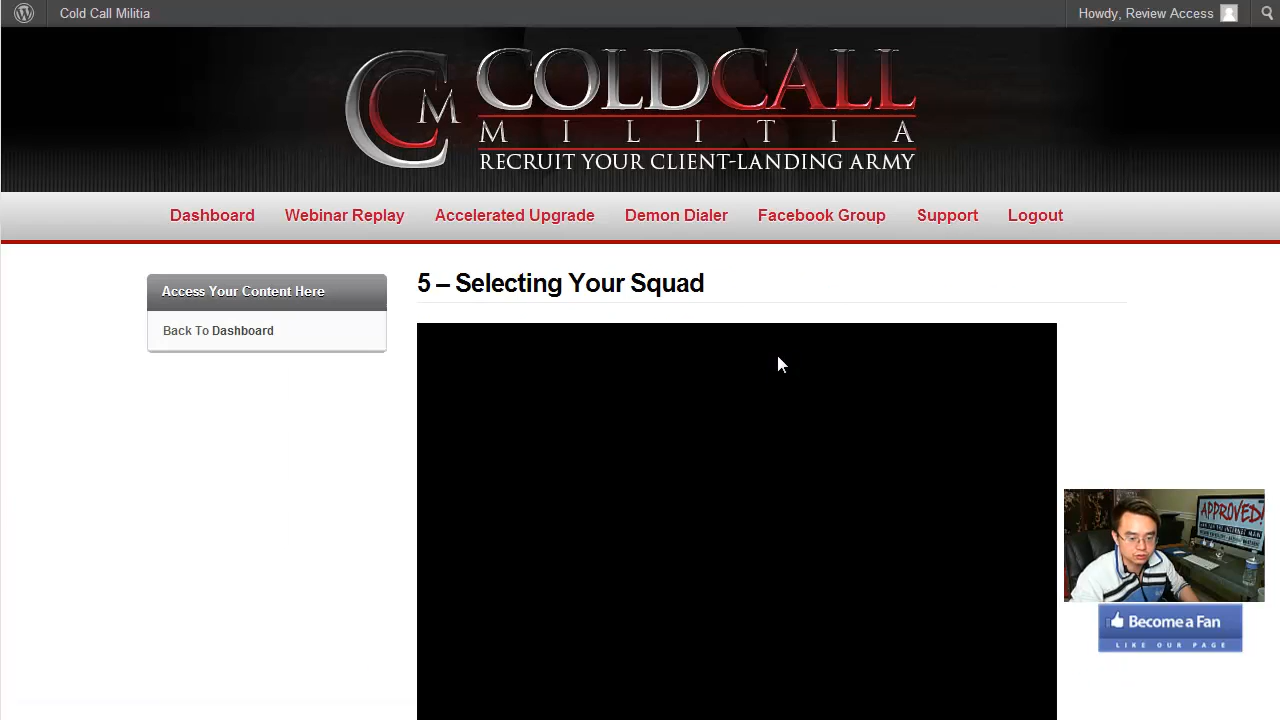 Cold Call Militia
Howdy, Review Access
CCM
COLDCALL
MILITIA
RECRUIT YOUR CLIENT-LANDING ARMY
Dashboard Webinar Replay Accelerated Upgrade Demon Dialer Facebook Group Support Logout
Access Your Content Here
Back To Dashboard
5 – Selecting Your Squad
APPROVED!
Become a Fan
LIKE OUR PAGE